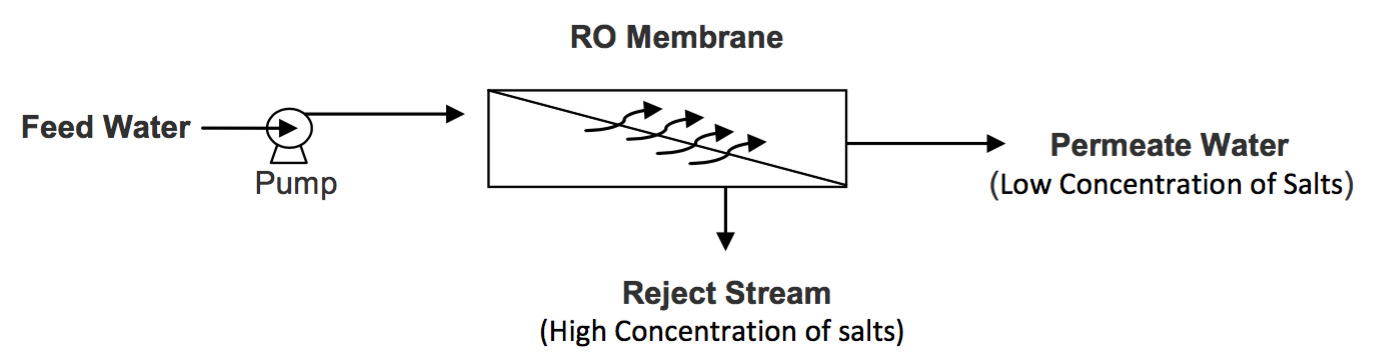 RO Membrane
Feed Water
Pump
Permeate Water
(Low Concentration of Salts)
Reject Stream
(High Concentration of salts)